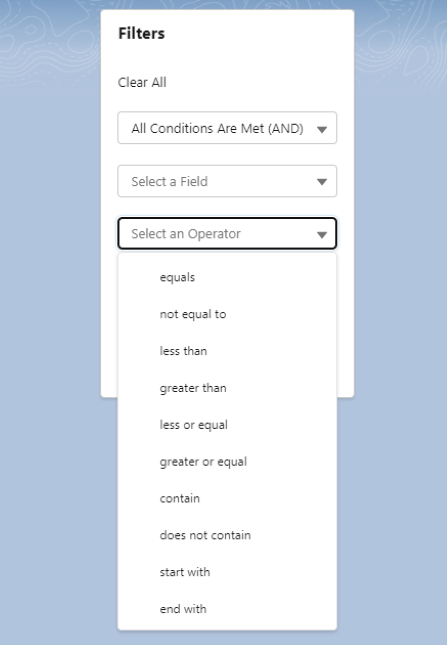 Filters
Clear All
All Conditions Are Met (AND)
Select a Field
Select an Operator
equals
not equal to
less than
greater than
less or equal
greater or equal
contain
does not contain
start with
end with